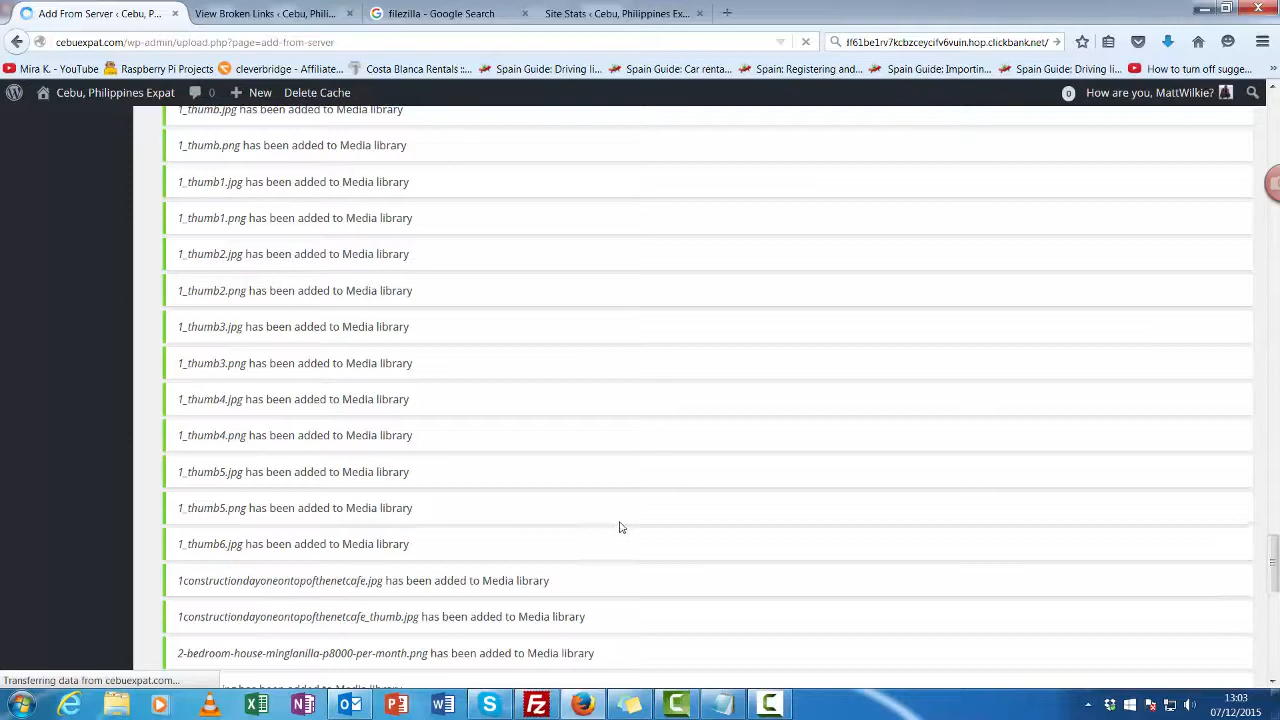 Add From Server ‹ Cebu, P...
View Broken Links ‹ Cebu, Phili...
filezilla - Google Search
Site Stats ‹ Cebu, Philippines Ex...
cebuexpat.com/wp-admin/upload.php?page=add-from-server
Mira K. - YouTube
Raspberry Pi Projects
cleverbridge - Affiliate...
Costa Blanca Rentals :...
Spain Guide: Driving li...
Spain Guide: Car renta...
Spain: Registering and...
Spain Guide: Importin...
Spain Guide: Driving li...
How to turn off sugge...
Cebu, Philippines Expat
0
New
Delete Cache
0
How are you, MattWilkie?
1_thumb.jpg has been added to Media library
1_thumb.png has been added to Media library
1_thumb1.jpg has been added to Media library
1_thumb1.png has been added to Media library
1_thumb2.jpg has been added to Media library
1_thumb2.png has been added to Media library
1_thumb3.jpg has been added to Media library
1_thumb3.png has been added to Media library
1_thumb4.jpg has been added to Media library
1_thumb4.png has been added to Media library
1_thumb5.jpg has been added to Media library
1_thumb5.png has been added to Media library
1_thumb6.jpg has been added to Media library
1constructiondayoneontopofthenetcafe.jpg has been added to Media library
1constructiondayoneontopofthenetcafe_thumb.jpg has been added to Media library
2-bedroom-house-minglanilla-p8000-per-month.png has been added to Media library
has been added to Media library
Transferring data from cebuexpat.com...
13:03
07/12/2015